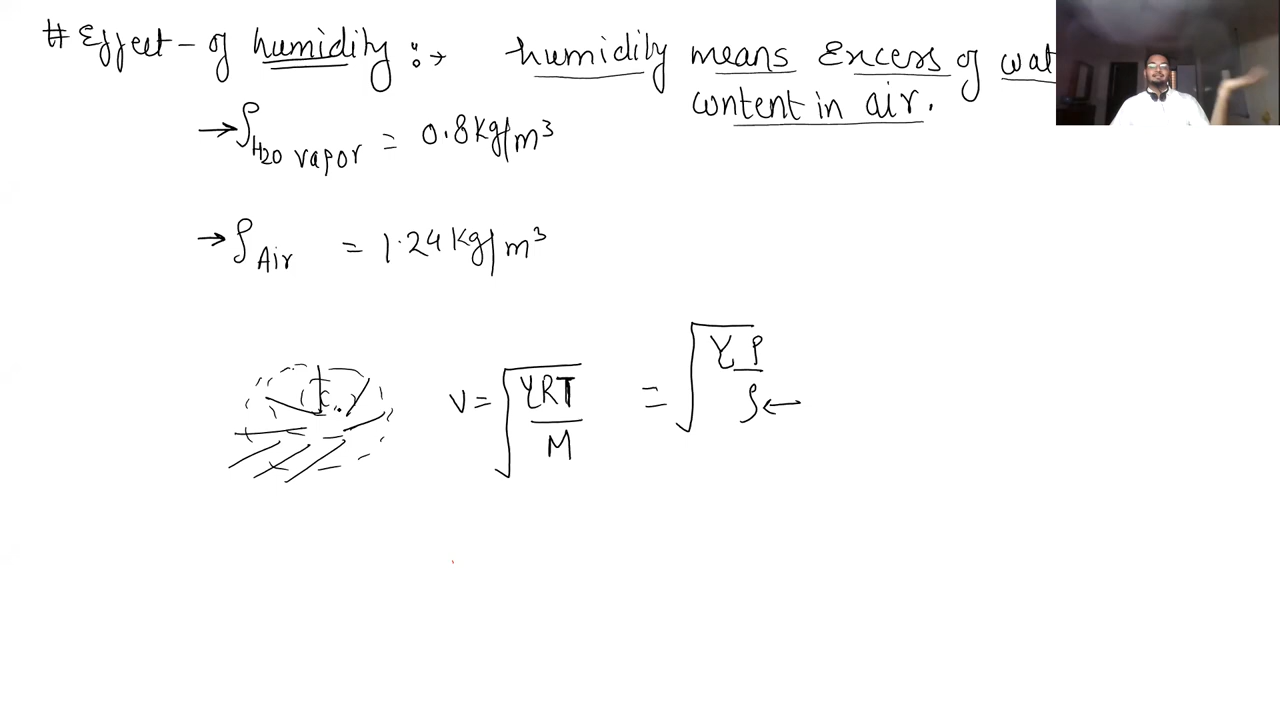 # Effect - of humidity : → humidity means Excess of wat
content in air.
→ ρH₂O vapor = 0.8 kg/m³
→ ρAir = 1.24 kg/m³
v = √(γRT/M) = √(γP/ρ) ←